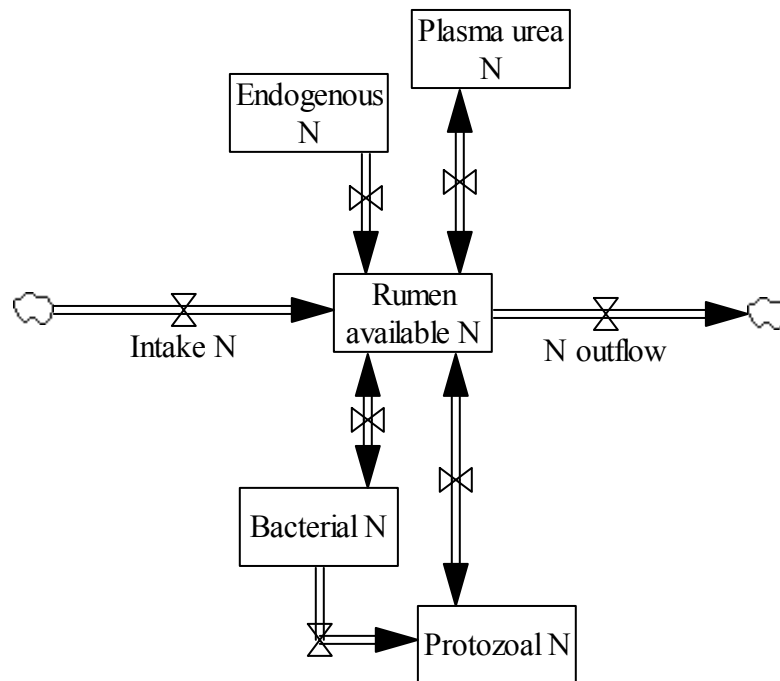 Plasma urea
N
Endogenous
N
Rumen
available N
Intake N
N outflow
Bacterial N
Protozoal N